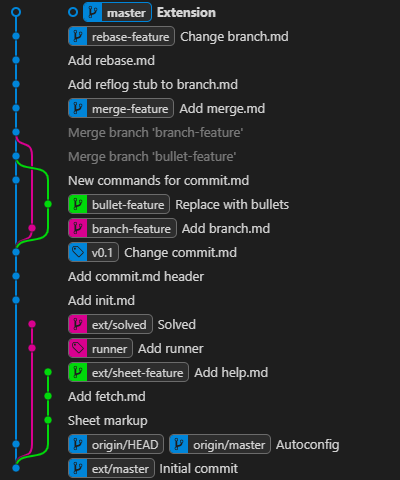 master Extension
rebase-feature Change branch.md
Add rebase.md
Add reflog stub to branch.md
merge-feature Add merge.md
Merge branch 'branch-feature'
Merge branch 'bullet-feature'
New commands for commit.md
bullet-feature Replace with bullets
branch-feature Add branch.md
v0.1 Change commit.md
Add commit.md header
Add init.md
ext/solved Solved
runner Add runner
ext/sheet-feature Add help.md
Add fetch.md
Sheet markup
origin/HEAD origin/master Autoconfig
ext/master Initial commit